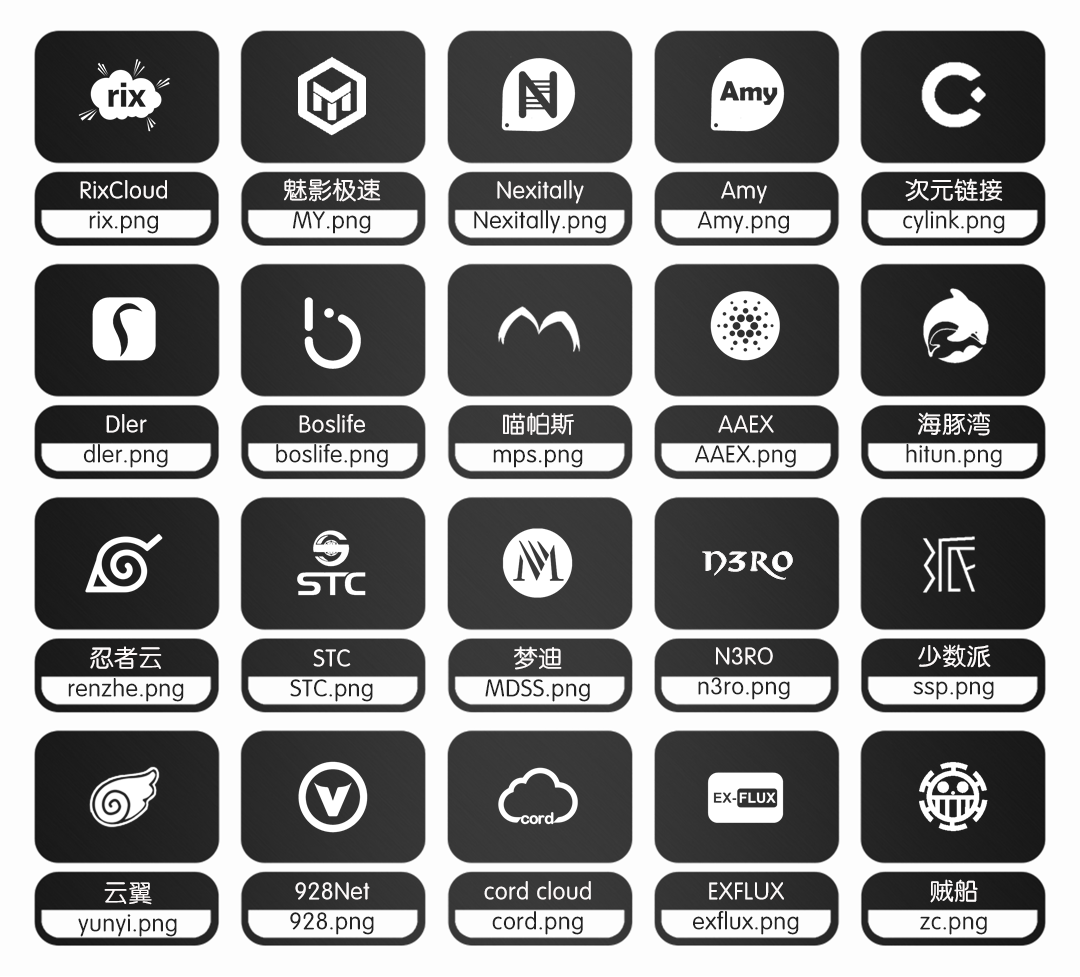 rix
Amy
RixCloud
魅影极速
Nexitally
Amy
次元链接
rix.png
MY.png
Nexitally.png
Amy.png
cylink.png
Dler
Boslife
喵帕斯
AAEX
海豚湾
dler.png
boslife.png
mps.png
AAEX.png
hitun.png
STC
n3RO
派
忍者云
STC
梦迪
N3RO
少数派
renzhe.png
STC.png
MDSS.png
n3ro.png
ssp.png
cord
EX-FLUX
云翼
928Net
cord cloud
EXFLUX
贼船
yunyi.png
928.png
cord.png
exflux.png
zc.png